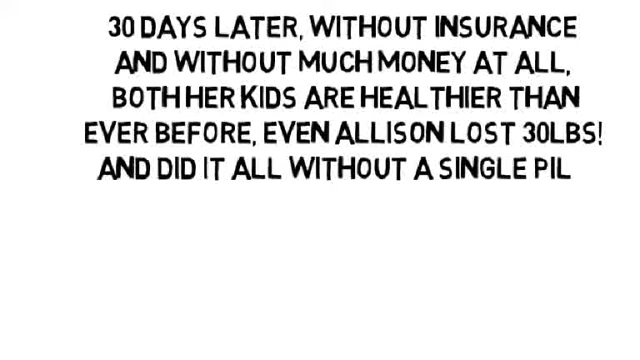 30 DAYS LATER, WITHOUT INSURANCE
AND WITHOUT MUCH MONEY AT ALL,
BOTH HER KIDS ARE HEALTHIER THAN
EVER BEFORE, EVEN ALLISON LOST 30LBS!
AND DID IT ALL WITHOUT A SINGLE PIL